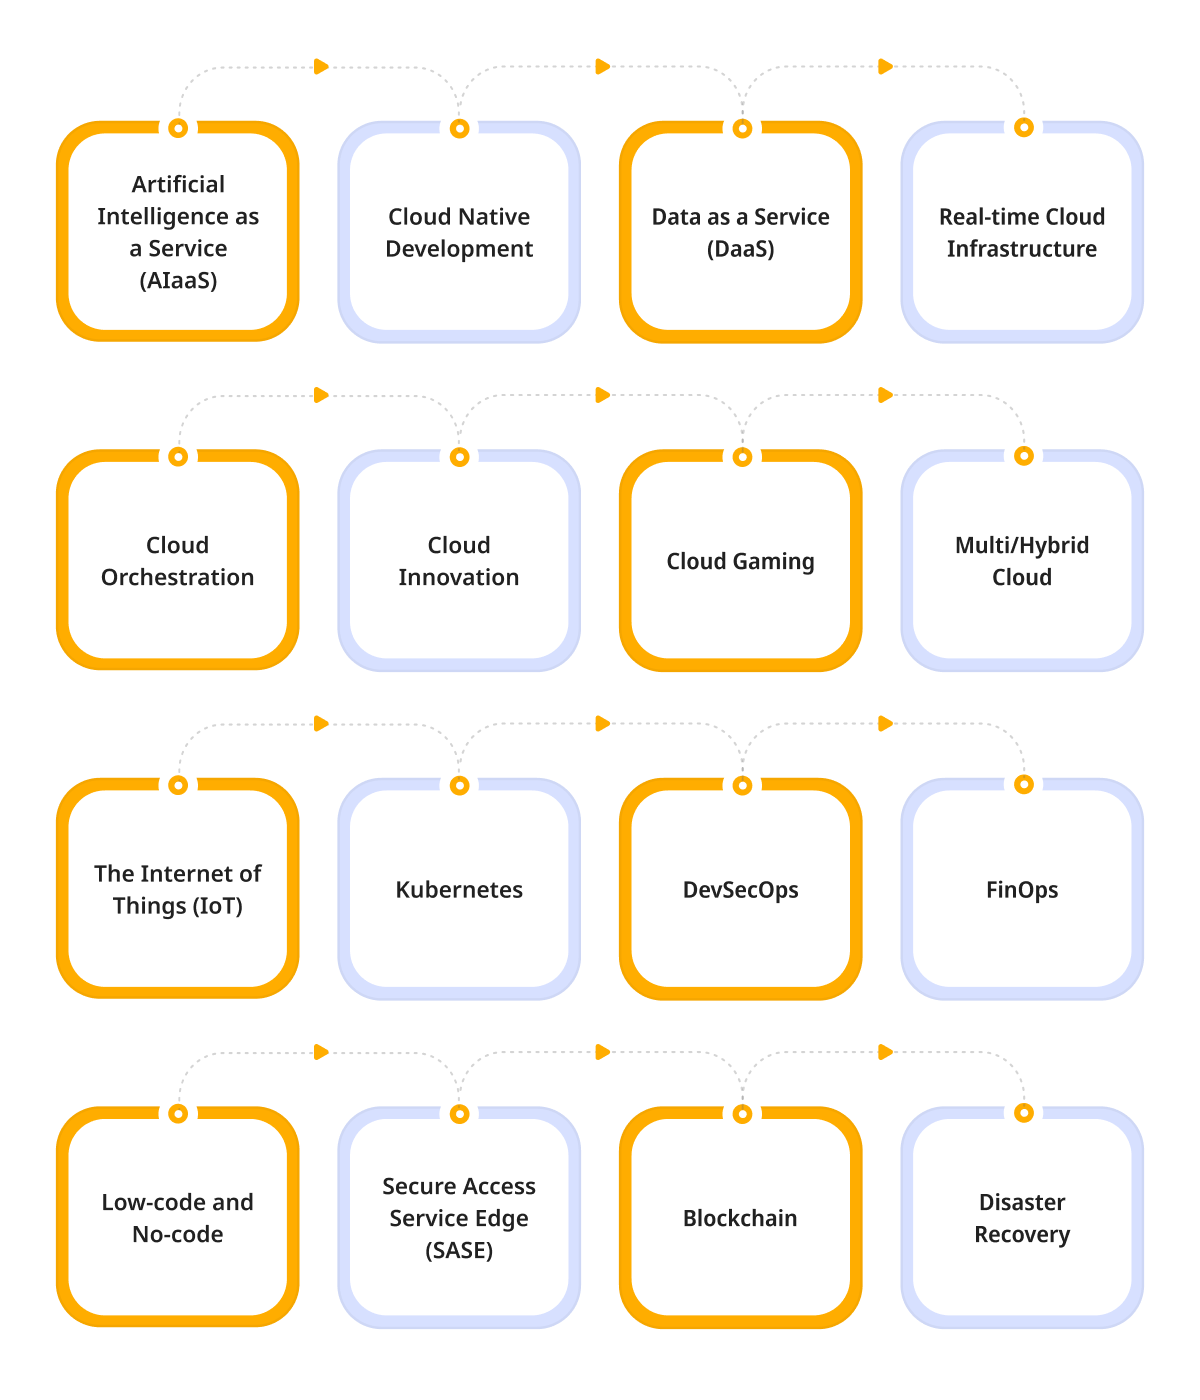 Artificial
Intelligence as
a Service
(AIaaS)
Cloud Native
Development
Data as a Service
(DaaS)
Real-time Cloud
Infrastructure
Cloud
Orchestration
Cloud
Innovation
Cloud Gaming
Multi/Hybrid
Cloud
The Internet of
Things (IoT)
Kubernetes
DevSecOps
FinOps
Low-code and
No-code
Secure Access
Service Edge
(SASE)
Blockchain
Disaster
Recovery